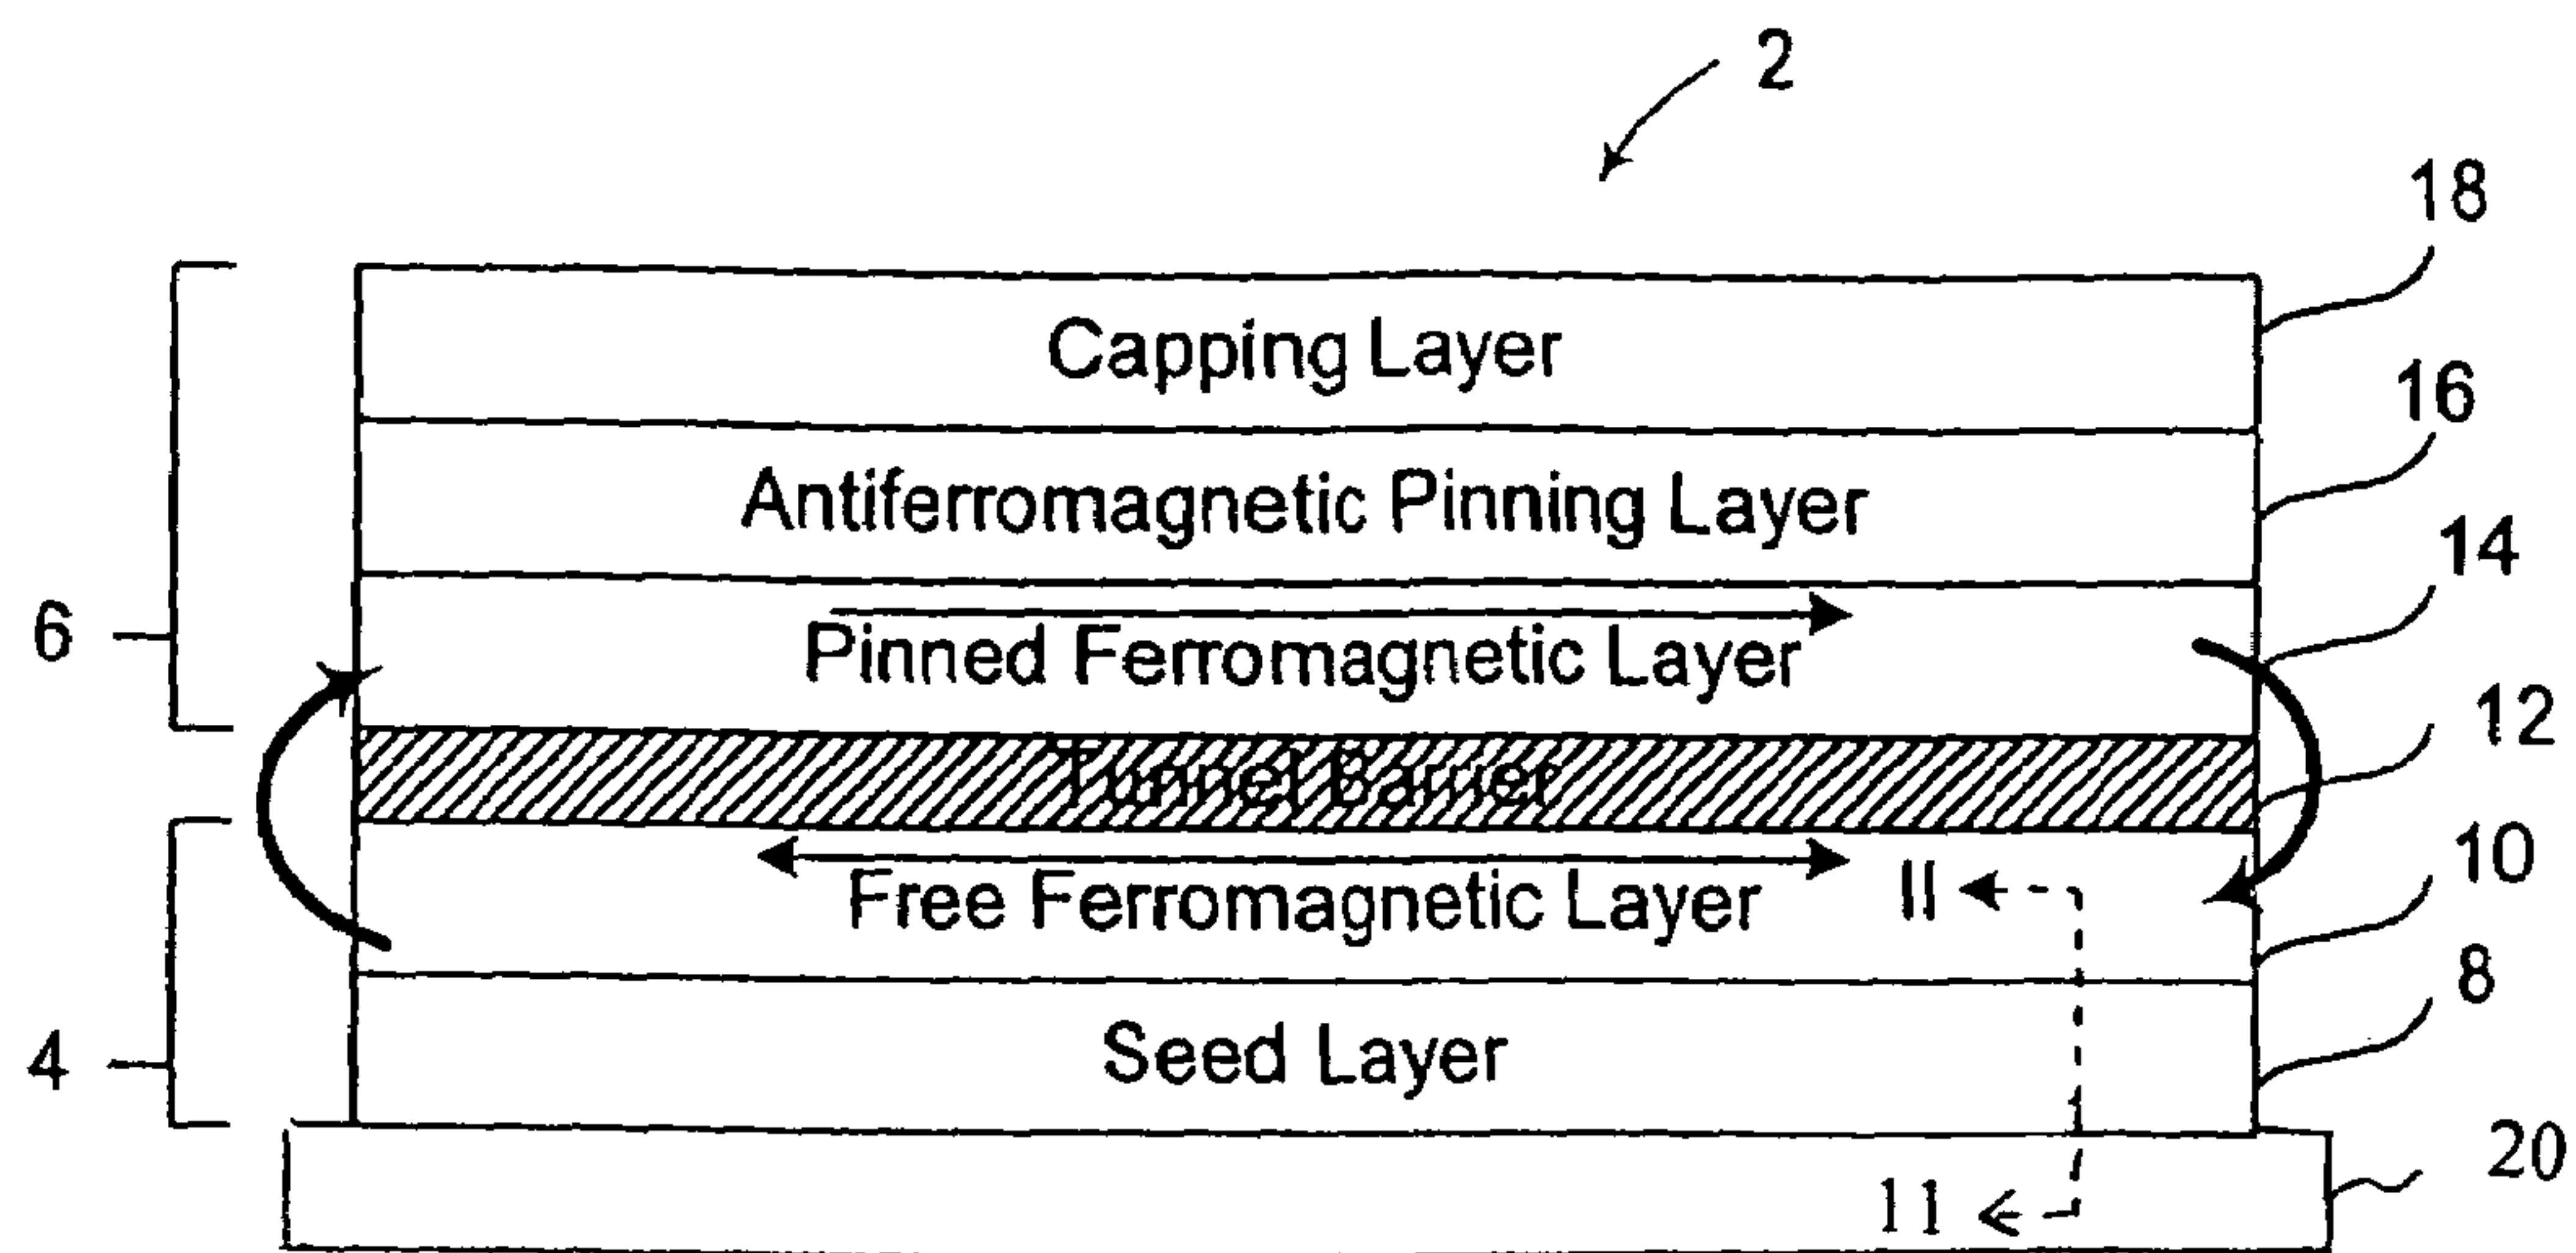 2
18
Capping Layer
16
Antiferromagnetic Pinning Layer
14
Pinned Ferromagnetic Layer
6
12
Tunnel Barrier
10
Free Ferromagnetic Layer
II
8
Seed Layer
4
20
11